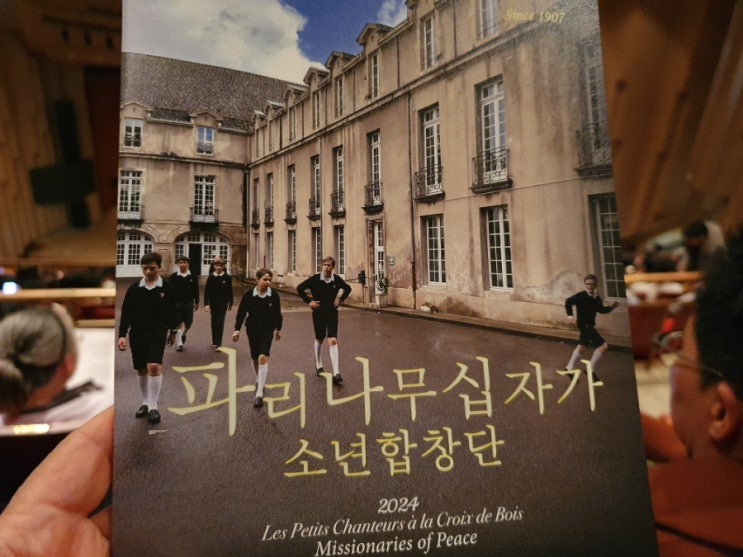 Since 1907
파리나무십자가
소년합창단
2024
Les Petits Chanteurs à la Croix de Bois
Missionaries of Peace